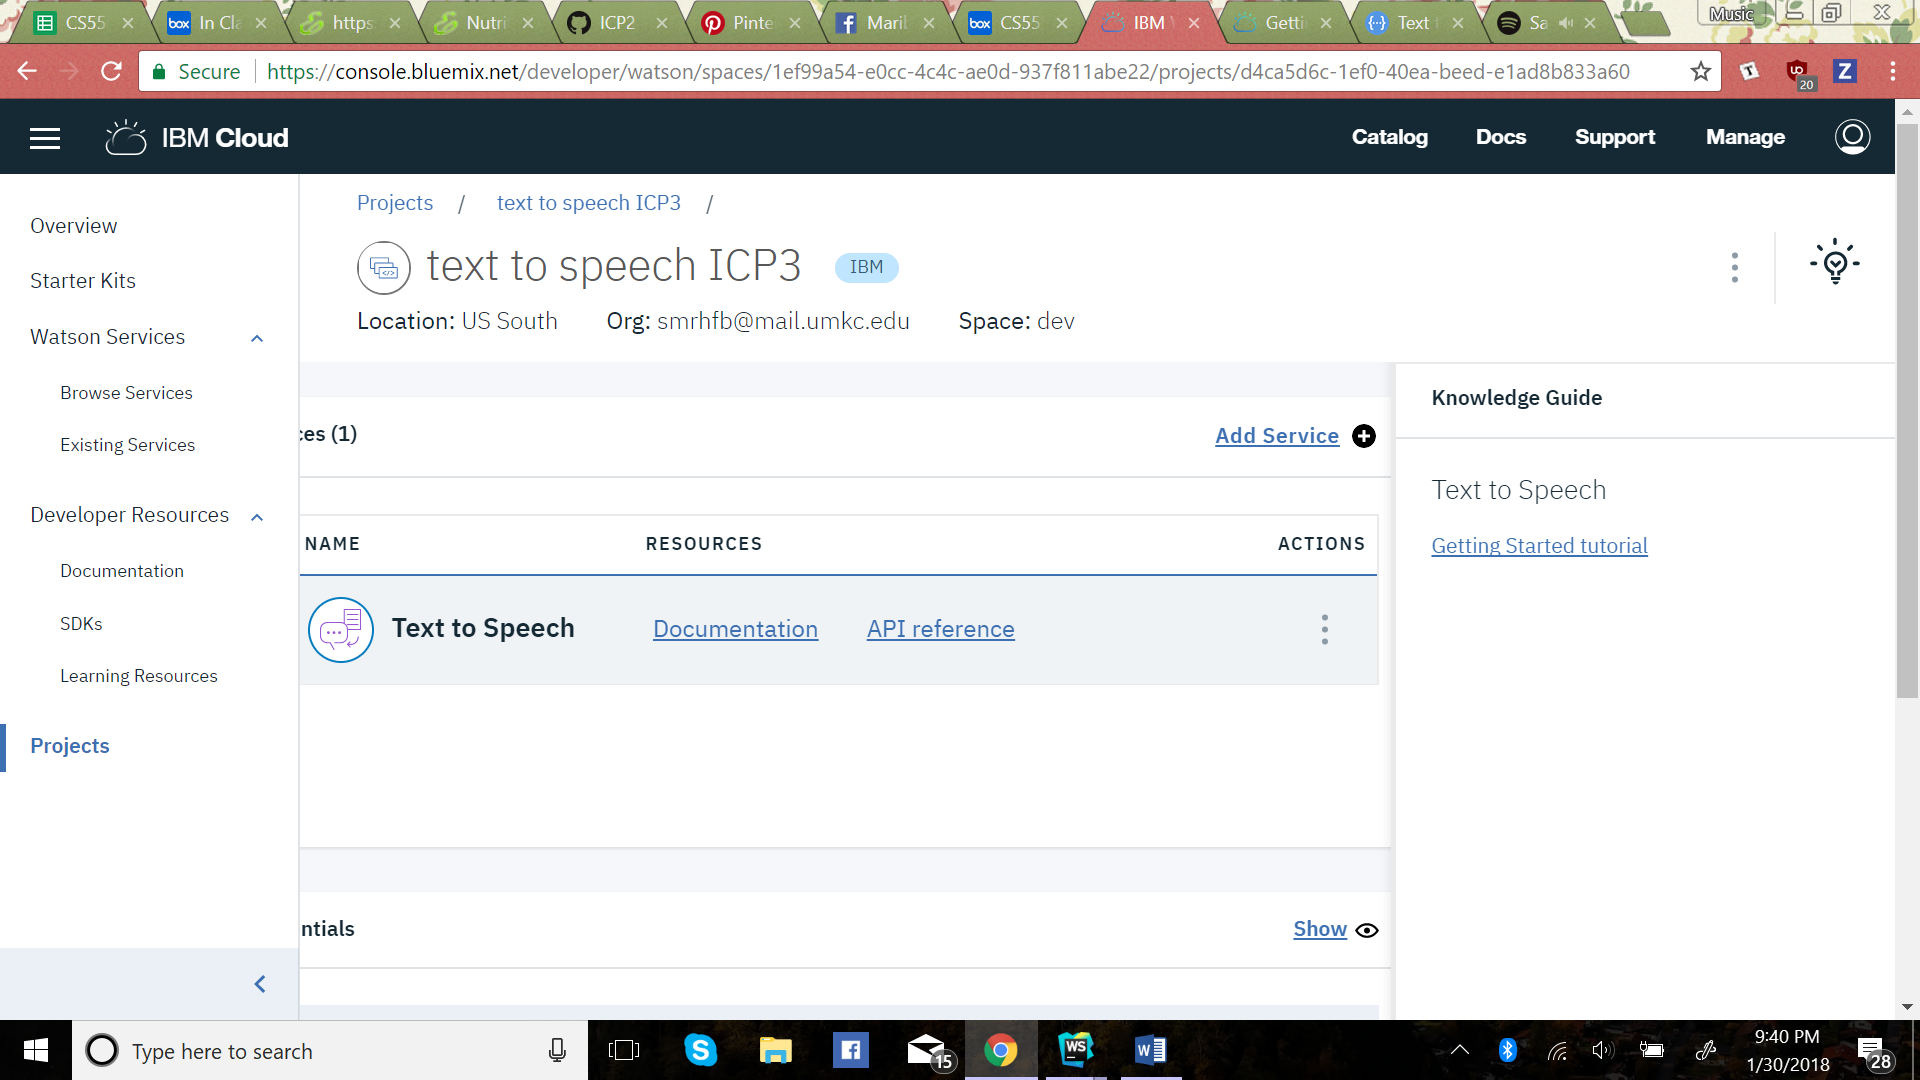 CS55
In Cla
https
Nutri
ICP2
Pinte
Maril
CS55
IBM
Getti
Text
Sa
Music
Secure
https://console.bluemix.net/developer/watson/spaces/1ef99a54-e0cc-4c4c-ae0d-937f811abe22/projects/d4ca5d6c-1ef0-40ea-beed-e1ad8b833a60
20
Z
IBM Cloud
Catalog
Docs
Support
Manage
Overview
Starter Kits
Watson Services
Browse Services
Existing Services
Developer Resources
Documentation
SDKs
Learning Resources
Projects
Projects / text to speech ICP3 /
text to speech ICP3
IBM
Location: US South
Org: smrhfb@mail.umkc.edu
Space: dev
ces (1)
Add Service
NAME
RESOURCES
ACTIONS
Text to Speech
Documentation
API reference
ntials
Show
Knowledge Guide
Text to Speech
Getting Started tutorial
Type here to search
15
WS
W
9:40 PM
1/30/2018
28